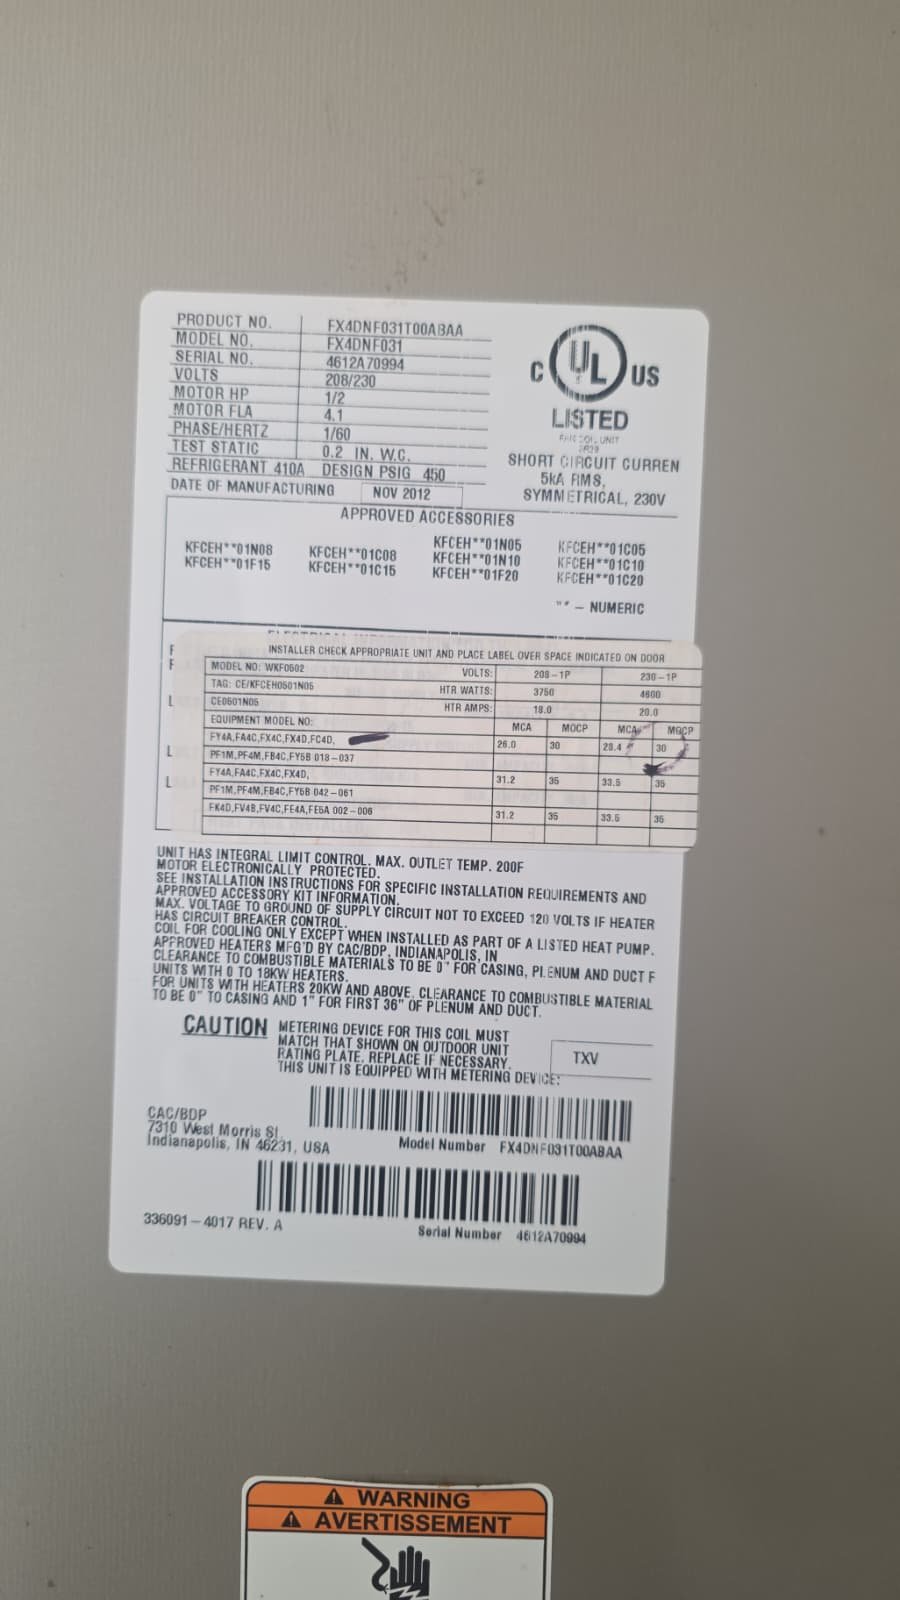 PRODUCT NO. FX4DNF031T00ABAA
MODEL NO. FX4DNF031
SERIAL NO. 4612A70994
VOLTS 208/230
MOTOR HP 1/2
MOTOR FLA 4.1
PHASE/HERTZ 1/60
TEST STATIC 0.2 IN. W.C.
REFRIGERANT 410A DESIGN PSIG 450
DATE OF MANUFACTURING NOV 2012
C UL US
LISTED
FAN COIL UNIT
SHORT CIRCUIT CURREN
5kA RMS,
SYMMETRICAL, 230V
APPROVED ACCESSORIES
KFCEH**01N08 KFCEH**01C08 KFCEH**01N05 KFCEH**01C05
KFCEH**01F15 KFCEH**01C15 KFCEH**01N10 KFCEH**01C10
KFCEH**01F20 KFCEH**01C20
** – NUMERIC
INSTALLER CHECK APPROPRIATE UNIT AND PLACE LABEL OVER SPACE INDICATED ON DOOR
MODEL NO: WKF0502 VOLTS: 208–1P 230–1P
TAG: CE/KFCEH0501N05 HTR WATTS: 3750 4600
CE0501N05 HTR AMPS: 18.0 20.0
EQUIPMENT MODEL NO: MCA MOCP MCA MOCP
FY4A,FA4C,FX4C,FX4D,FC4D, 26.0 30 28.4 30
PF1M,PF4M,FB4C,FY5B 018–037
FY4A,FA4C,FX4C,FX4D, 31.2 35 33.5 35
PF1M,PF4M,FB4C,FY5B 042–061
FK4D,FV4B,FV4C,FE4A,FE5A 002–006 31.2 35 33.5 35
UNIT HAS INTEGRAL LIMIT CONTROL. MAX. OUTLET TEMP. 200F
MOTOR ELECTRONICALLY PROTECTED.
SEE INSTALLATION INSTRUCTIONS FOR SPECIFIC INSTALLATION REQUIREMENTS AND
APPROVED ACCESSORY KIT INFORMATION.
MAX. VOLTAGE TO GROUND OF SUPPLY CIRCUIT NOT TO EXCEED 120 VOLTS IF HEATER
HAS CIRCUIT BREAKER CONTROL.
COIL FOR COOLING ONLY EXCEPT WHEN INSTALLED AS PART OF A LISTED HEAT PUMP.
APPROVED HEATERS MFG'D BY CAC/BDP, INDIANAPOLIS, IN
CLEARANCE TO COMBUSTIBLE MATERIALS TO BE 0" FOR CASING, PLENUM AND DUCT F
UNITS WITH 0 TO 18KW HEATERS.
FOR UNITS WITH HEATERS 20KW AND ABOVE, CLEARANCE TO COMBUSTIBLE MATERIAL
TO BE 0" TO CASING AND 1" FOR FIRST 36" OF PLENUM AND DUCT.
CAUTION METERING DEVICE FOR THIS COIL MUST
MATCH THAT SHOWN ON OUTDOOR UNIT
RATING PLATE. REPLACE IF NECESSARY.
THIS UNIT IS EQUIPPED WITH METERING DEVICE: TXV
CAC/BDP
7310 West Morris St.
Indianapolis, IN 46231, USA
Model Number FX4DNF031T00ABAA
336091–4017 REV. A
Serial Number 4612A70994
WARNING
AVERTISSEMENT